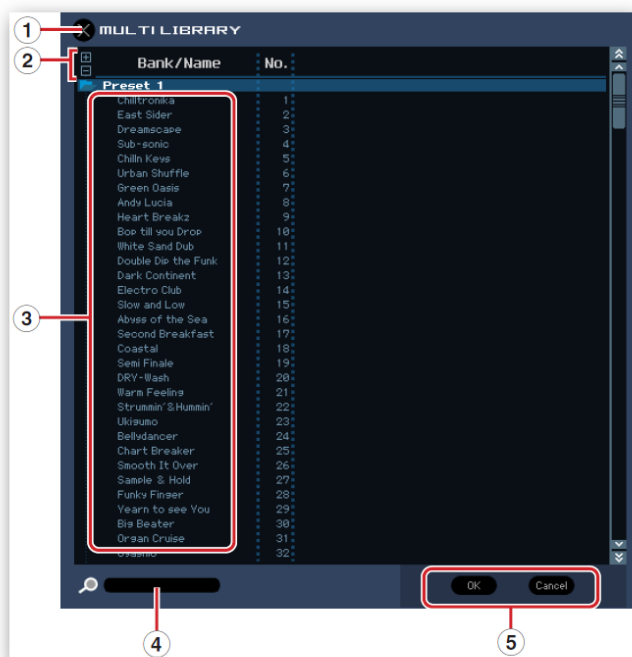 1 MULTI LIBRARY
2 Bank/Name No.
Preset 1
Chilltronika 1
East Sider 2
Dreamscape 3
Sub-sonic 4
Chilln Keys 5
Urban Shuffle 6
Green Oasis 7
Andy Lucia 8
Heart Breakz 9
Bop till you Drop 10
White Sand Dub 11
Double Dip the Funk 12
Dark Continent 13
Electro Club 14
Slow and Low 15
3 Abyss of the Sea 16
Second Breakfast 17
Coastal 18
Semi Finale 19
DRY-Wash 20
Warm Feeling 21
Strummin'&Hummin' 22
Ukigumo 23
Bellydancer 24
Chart Breaker 25
Smooth It Over 26
Sample & Hold 27
Funky Finger 28
Yearn to see You 29
Big Beater 30
Organ Cruise 31
32
OK Cancel
4 5